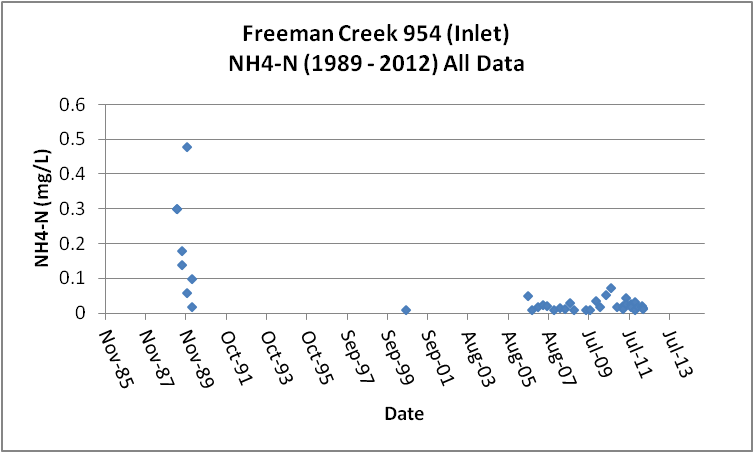 Freeman Creek 954 (Inlet)
NH4-N (1989 - 2012) All Data
NH4-N (mg/L)
0.6
0.5
0.4
0.3
0.2
0.1
0
Nov-85
Nov-87
Nov-89
Oct-91
Oct-93
Oct-95
Sep-97
Sep-99
Sep-01
Aug-03
Aug-05
Aug-07
Jul-09
Jul-11
Jul-13
Date